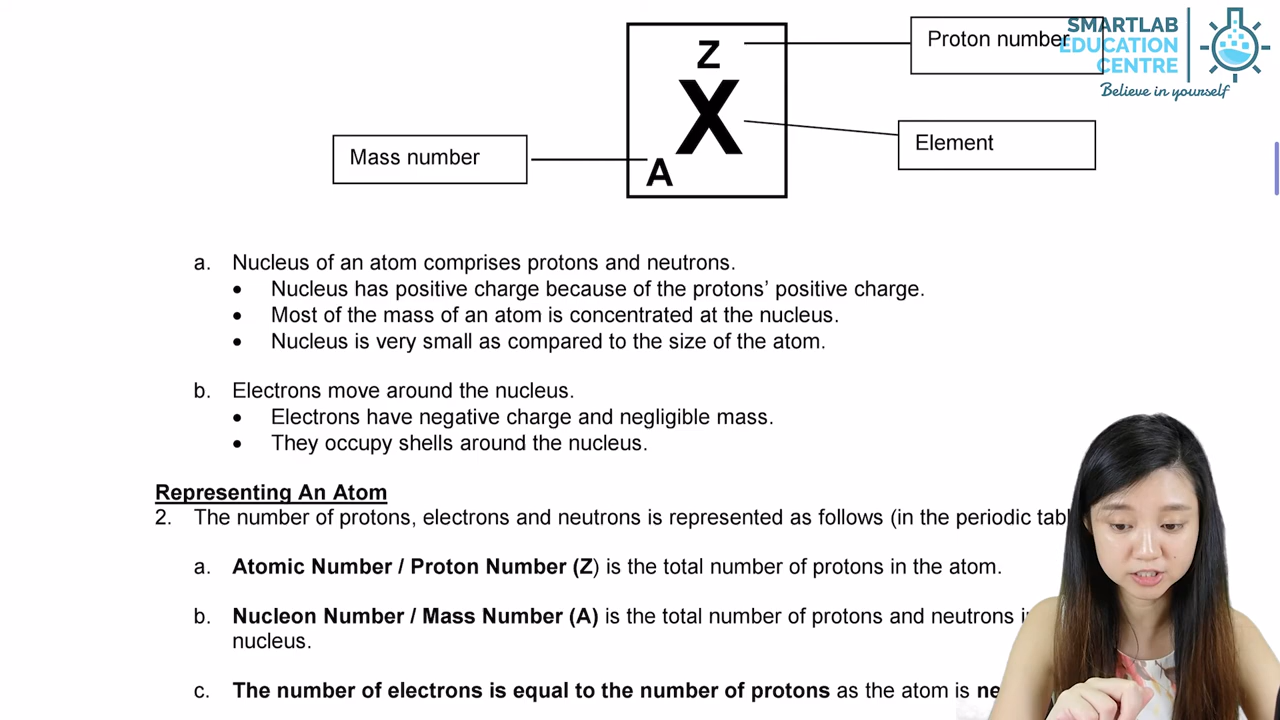 Z
Proton number
SMARTLAB
EDUCATION
CENTRE
Believe in yourself
X
Element
Mass number
A
a. Nucleus of an atom comprises protons and neutrons.
• Nucleus has positive charge because of the protons' positive charge.
• Most of the mass of an atom is concentrated at the nucleus.
• Nucleus is very small as compared to the size of the atom.
b. Electrons move around the nucleus.
• Electrons have negative charge and negligible mass.
• They occupy shells around the nucleus.
Representing An Atom
2. The number of protons, electrons and neutrons is represented as follows (in the periodic
a. Atomic Number / Proton Number (Z) is the total number of protons in the atom.
b. Nucleon Number / Mass Number (A) is the total number of protons and neutrons
nucleus.
c. The number of electrons is equal to the number of protons as the atom is